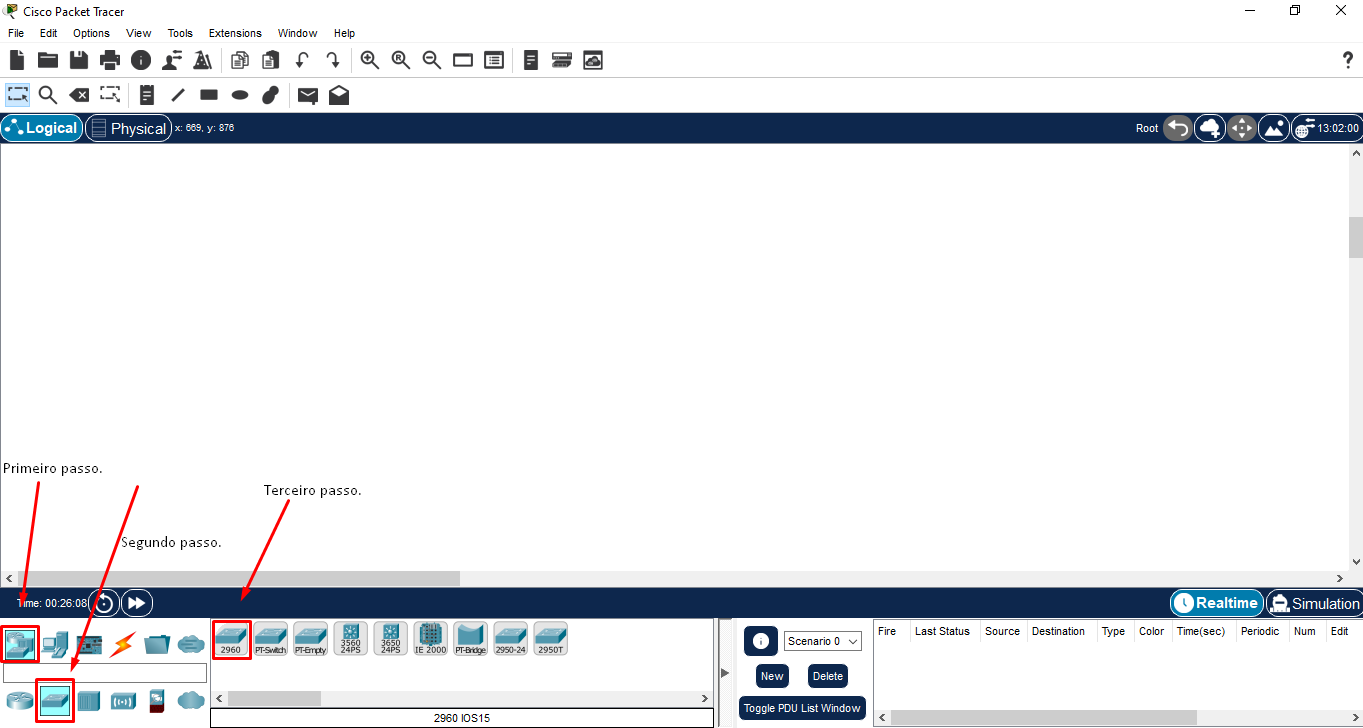 Cisco Packet Tracer
File Edit Options View Tools Extensions Window Help
?
Logical Physical x: 669, y: 876 Root 13:02:00
Primeiro passo.
Terceiro passo.
Segundo passo.
Time: 00:26:08 Realtime Simulation
2960 PT-Switch PT-Empty 3560 24PS 3650 24PS IE 2000 PT-Bridge 2950-24 2950T
2960 IOS15
Scenario 0
New Delete
Toggle PDU List Window
Fire Last Status Source Destination Type Color Time(sec) Periodic Num Edit